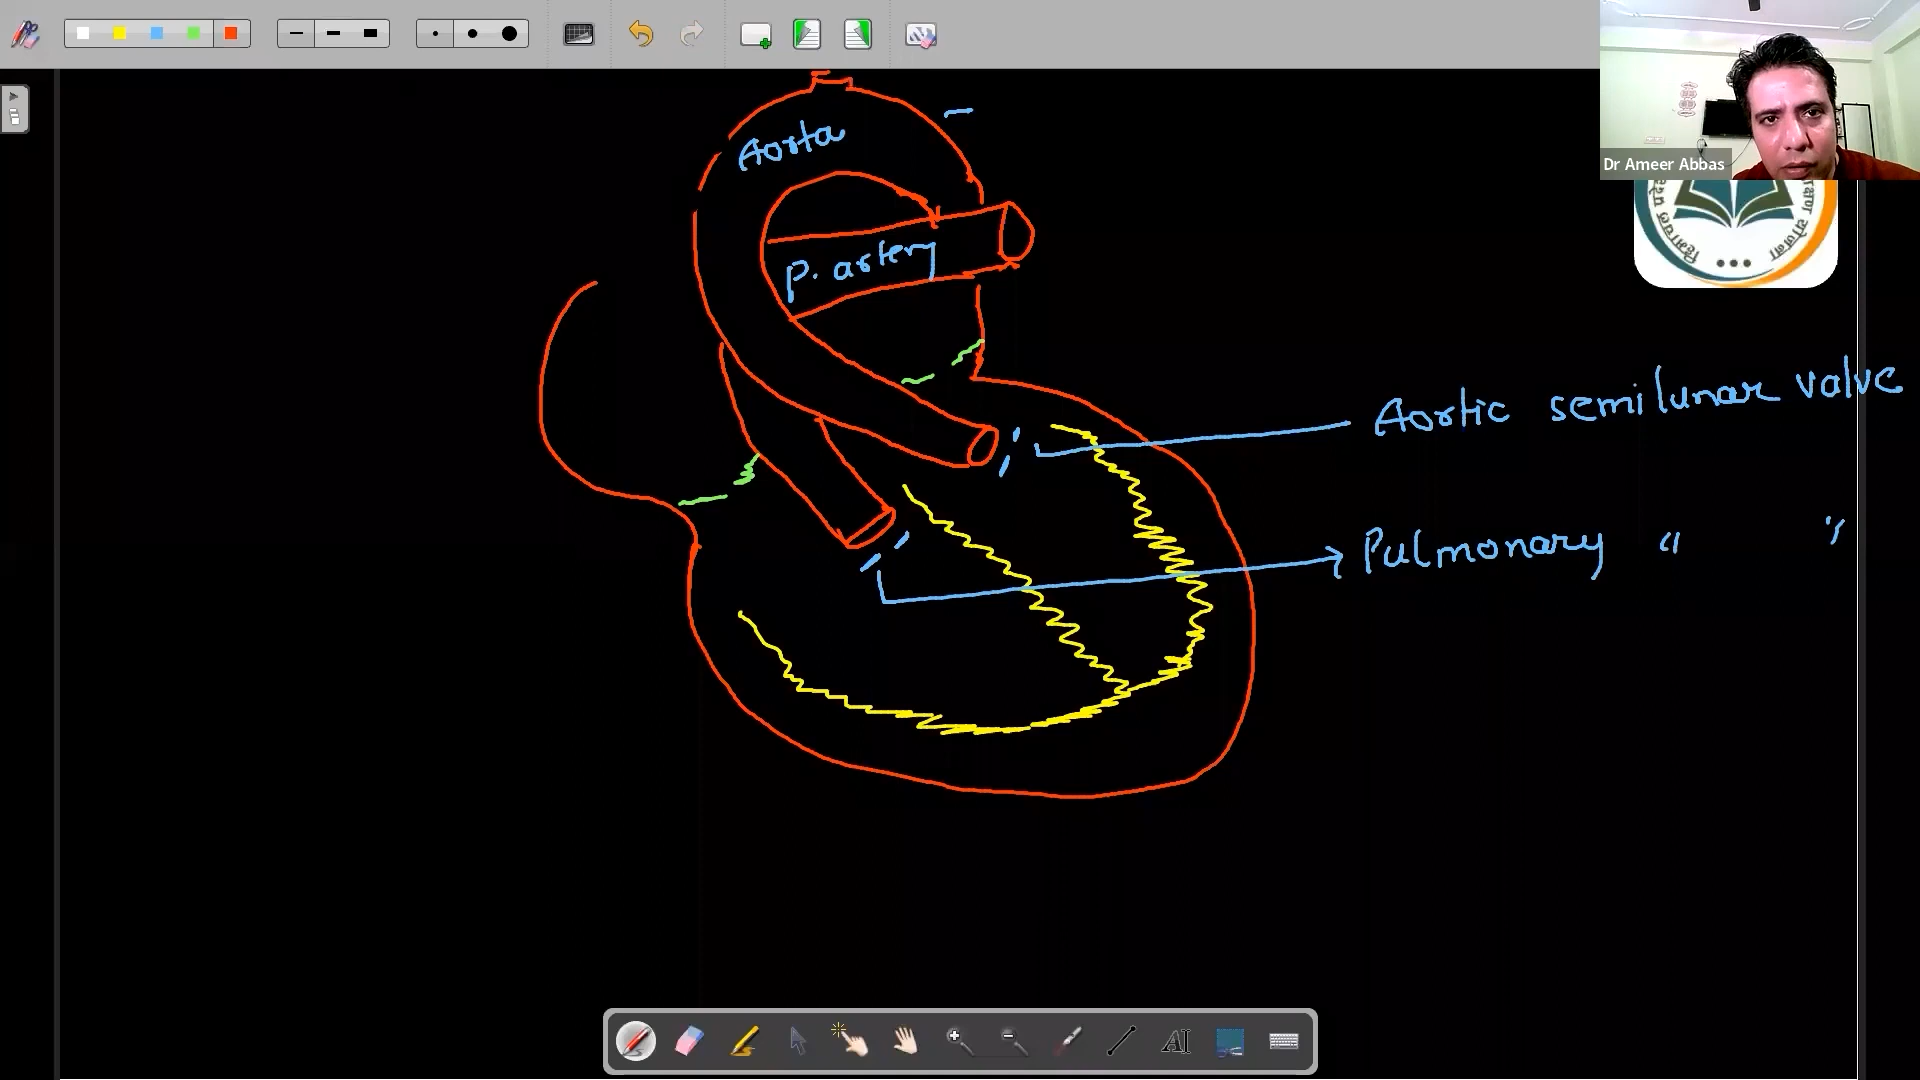 Dr Ameer Abbas
Aorta
P. artery
Aortic semilunar valve
Pulmonary " "